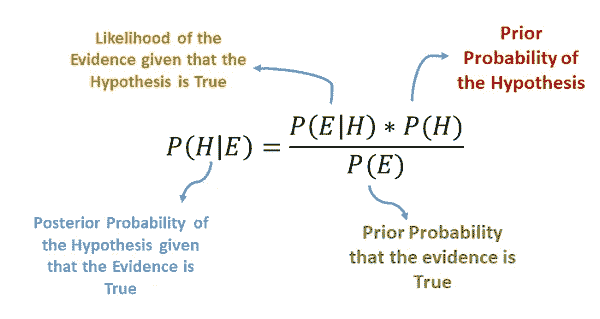 Likelihood of the
Evidence given that the
Hypothesis is True
Prior
Probability of
the Hypothesis
P(H|E) = P(E|H) * P(H)
P(E)
Posterior Probability of
the Hypothesis given
that the Evidence is
True
Prior Probability
that the evidence is
True